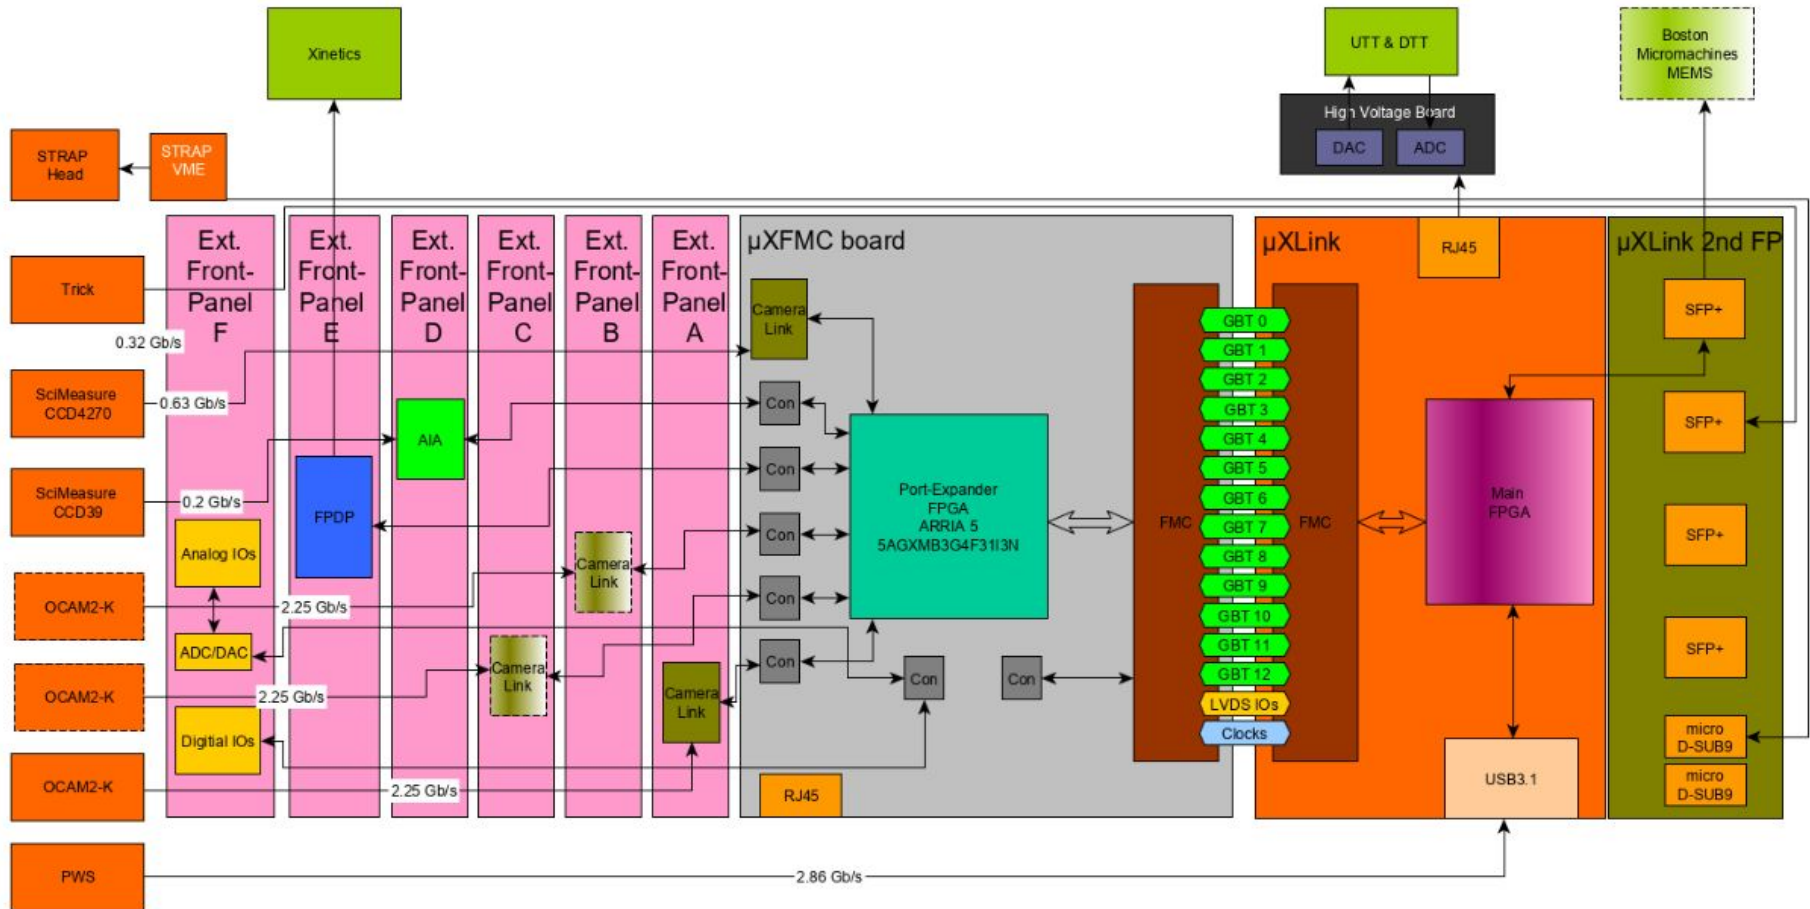 Xinetics
UTT & DTT
Boston
Micromachines
MEMS
High Voltage Board
DAC
ADC
STRAP
Head
STRAP
VME
Ext.
Front-
Panel
F
Ext.
Front-
Panel
E
Ext.
Front-
Panel
D
Ext.
Front-
Panel
C
Ext.
Front-
Panel
B
Ext.
Front-
Panel
A
µXFMC board
µXLink
RJ45
µXLink 2nd FP
Trick
0.32 Gb/s
SciMeasure
CCD4270
0.63 Gb/s
SciMeasure
CCD39
0.2 Gb/s
OCAM2-K
2.25 Gb/s
OCAM2-K
2.25 Gb/s
OCAM2-K
2.25 Gb/s
PWS
2.86 Gb/s
Analog IOs
ADC/DAC
Digitial IOs
FPDP
AIA
Camera
Link
Camera
Link
Camera
Link
Camera
Link
Con
Con
Con
Con
Con
Con
Con
RJ45
Port-Expander
FPGA
ARRIA 5
5AGXMB3G4F31I3N
FMC
GBT 0
GBT 1
GBT 2
GBT 3
GBT 4
GBT 5
GBT 6
GBT 7
GBT 8
GBT 9
GBT 10
GBT 11
GBT 12
LVDS IOs
Clocks
FMC
Main
FPGA
USB3.1
SFP+
SFP+
SFP+
SFP+
micro
D-SUB9
micro
D-SUB9